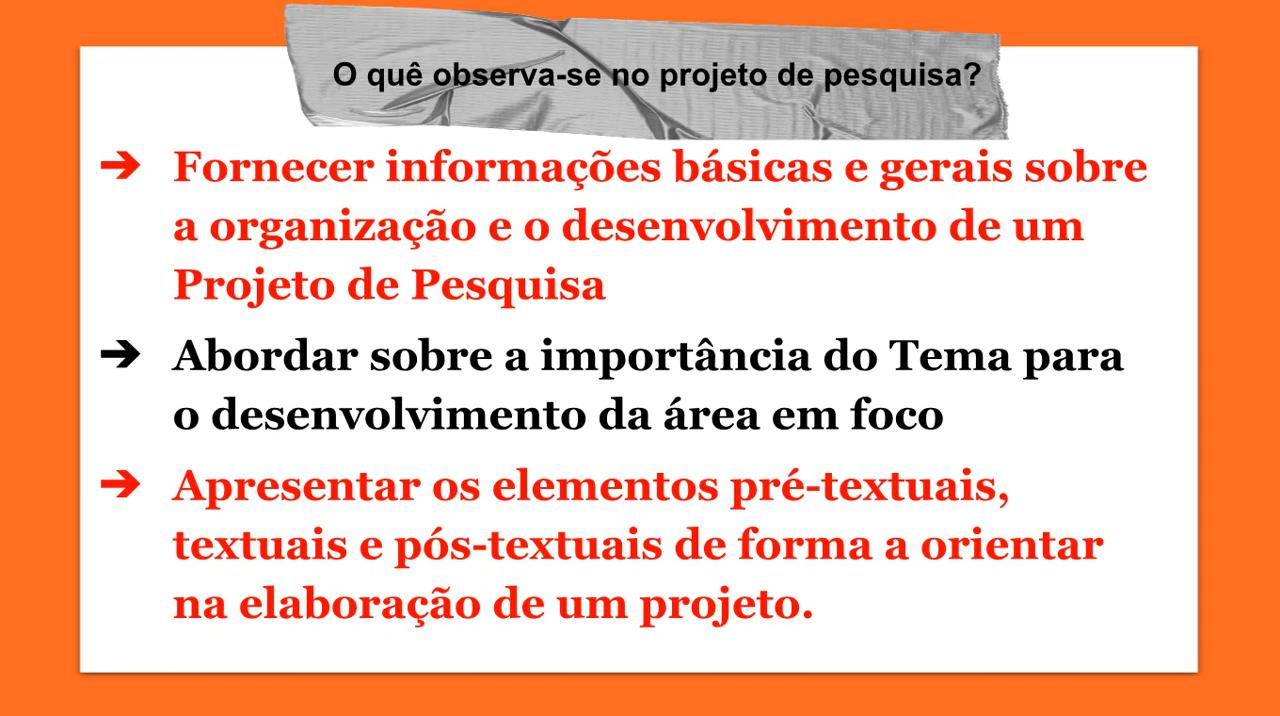 O quê observa-se no projeto de pesquisa?
➔ Fornecer informações básicas e gerais sobre
a organização e o desenvolvimento de um
Projeto de Pesquisa
➔ Abordar sobre a importância do Tema para
o desenvolvimento da área em foco
➔ Apresentar os elementos pré-textuais,
textuais e pós-textuais de forma a orientar
na elaboração de um projeto.